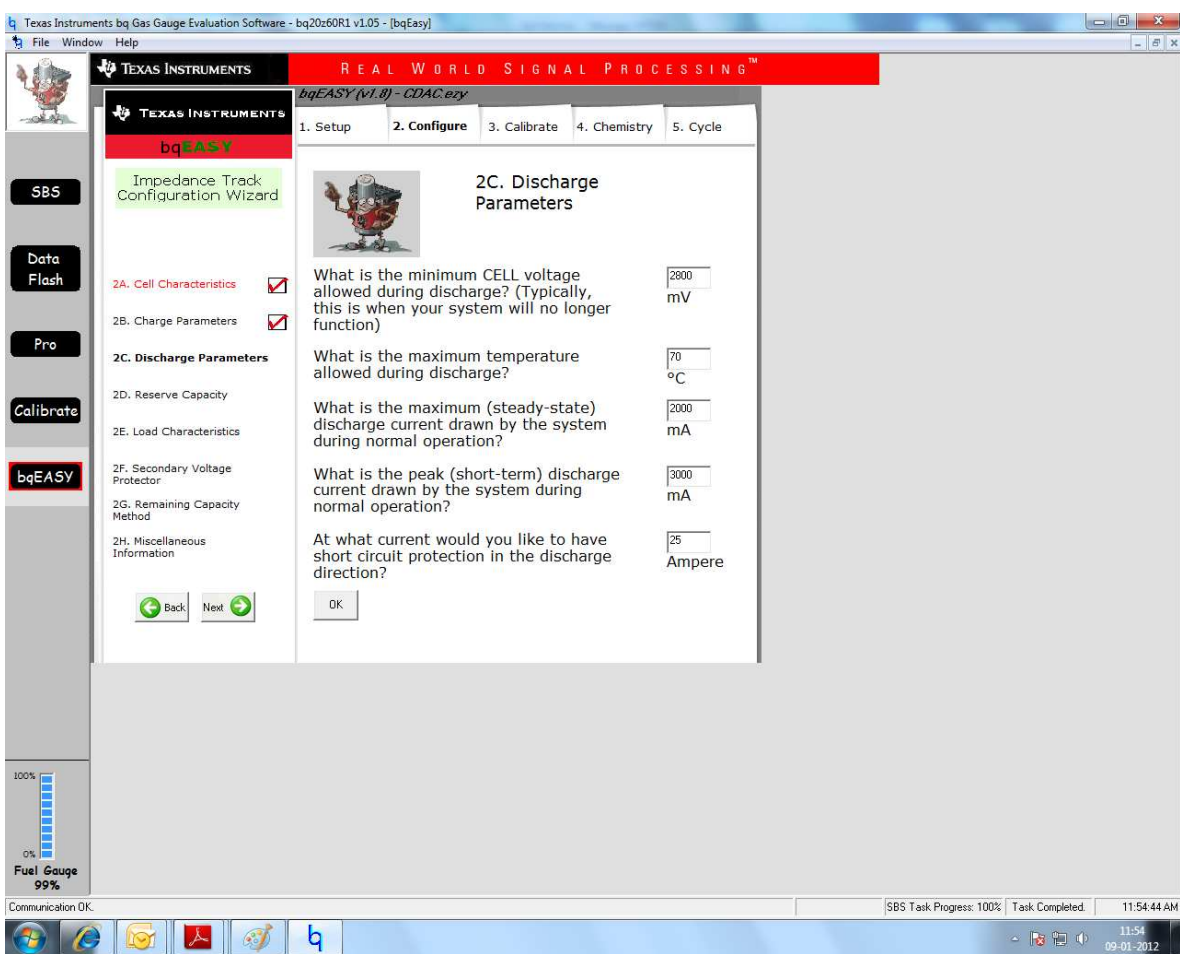 Texas Instruments bq Gas Gauge Evaluation Software - bq20z60R1 v1.05 - [bqEasy]
File Window Help
TEXAS INSTRUMENTS
REAL WORLD SIGNAL PROCESSING™
bqEASY (v1.8) - CDAC.ezy
TEXAS INSTRUMENTS
bqEASY
1. Setup 2. Configure 3. Calibrate 4. Chemistry 5. Cycle
Impedance Track
Configuration Wizard
2C. Discharge
Parameters
SBS
Data
Flash
Pro
Calibrate
bqEASY
2A. Cell Characteristics
2B. Charge Parameters
2C. Discharge Parameters
2D. Reserve Capacity
2E. Load Characteristics
2F. Secondary Voltage
Protector
2G. Remaining Capacity
Method
2H. Miscellaneous
Information
Back Next
What is the minimum CELL voltage
allowed during discharge? (Typically,
this is when your system will no longer
function)
2800
mV
What is the maximum temperature
allowed during discharge?
70
°C
What is the maximum (steady-state)
discharge current drawn by the system
during normal operation?
2000
mA
What is the peak (short-term) discharge
current drawn by the system during
normal operation?
3000
mA
At what current would you like to have
short circuit protection in the discharge
direction?
25
Ampere
OK
100%
0%
Fuel Gauge
99%
Communication OK.
SBS Task Progress: 100% Task Completed. 11:54:44 AM
11:54
09-01-2012